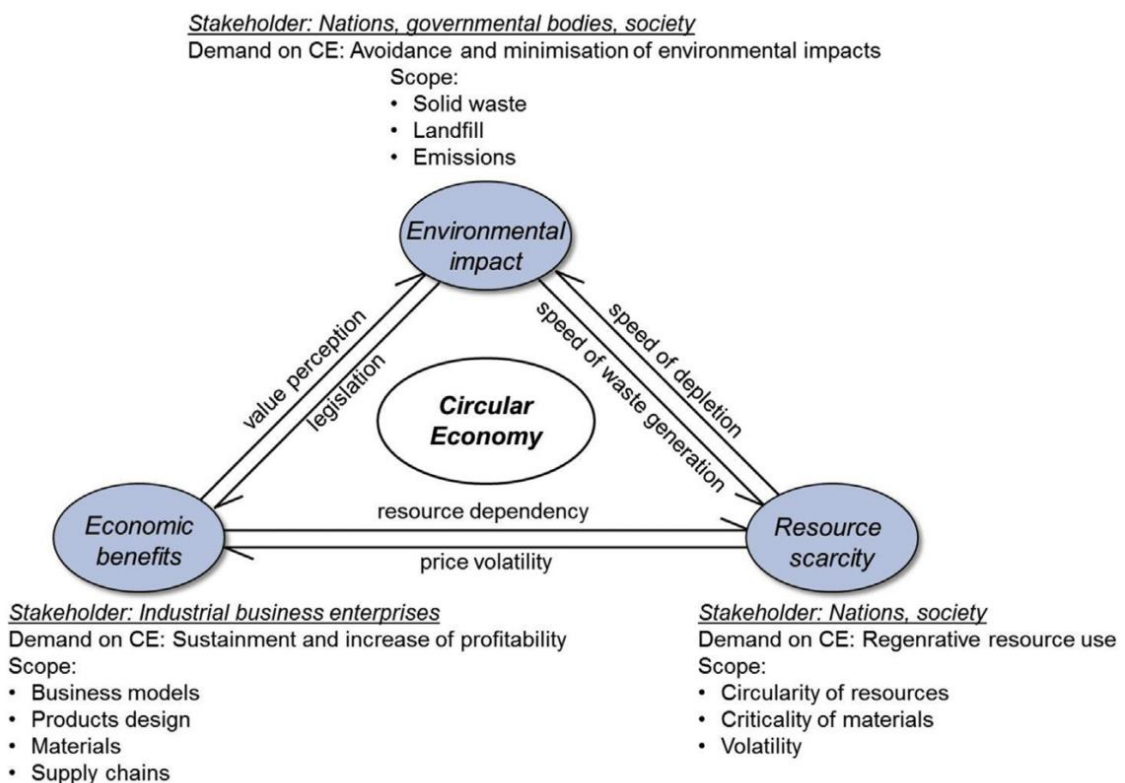 Stakeholder: Nations, governmental bodies, society
Demand on CE: Avoidance and minimisation of environmental impacts
Scope:
• Solid waste
• Landfill
• Emissions
Environmental
impact
value perception
legislation
speed of waste generation
speed of depletion
Circular
Economy
Economic
benefits
resource dependency
price volatility
Resource
scarcity
Stakeholder: Industrial business enterprises
Demand on CE: Sustainment and increase of profitability
Scope:
• Business models
• Products design
• Materials
• Supply chains
Stakeholder: Nations, society
Demand on CE: Regenrative resource use
Scope:
• Circularity of resources
• Criticality of materials
• Volatility